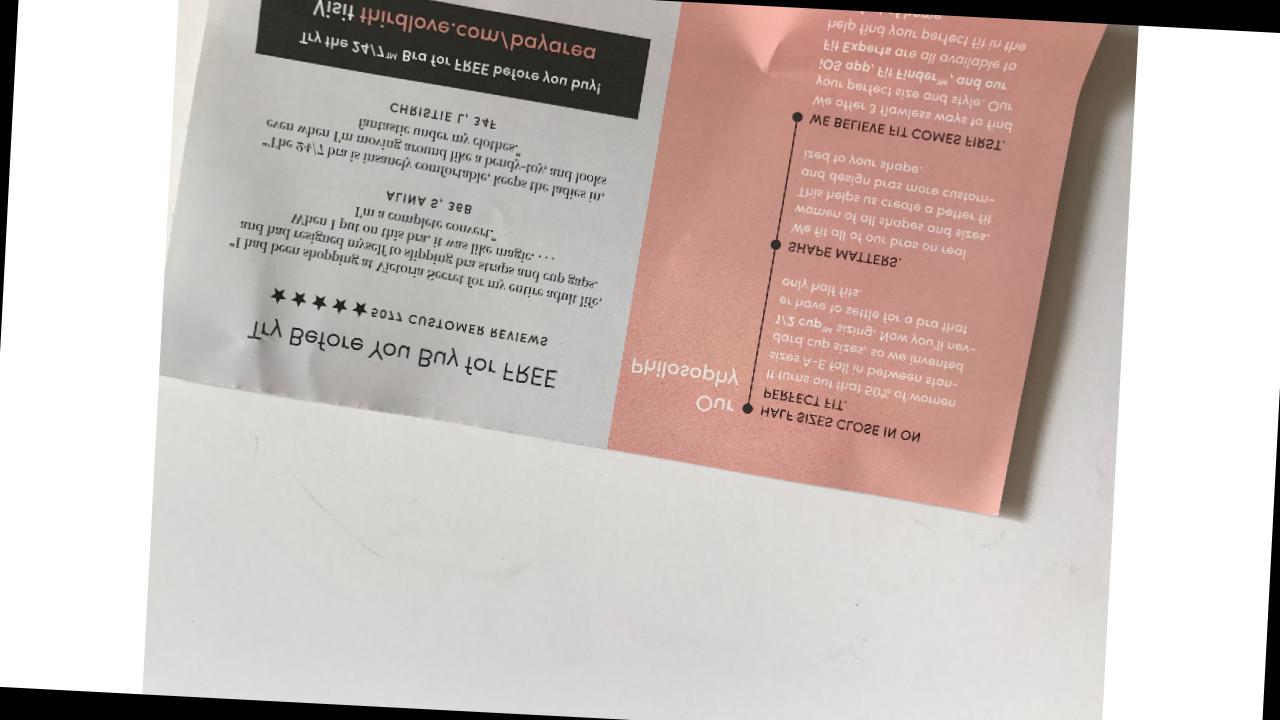 Try Before You Buy for FREE
★★★★★ 5077 CUSTOMER REVIEWS
"I had been shopping at Victoria Secret for my entire adult life,
and had resigned myself to slipping bra straps and cup gaps.
When I put on this bra, it was like magic. . . .
I'm a complete convert."
ALINA S, 36B
"The 24/7 bra is insanely comfortable, keeps the ladies in,
even when I'm moving around like a bendy-toy, and looks
fantastic under my clothes."
CHRISTIE L, 34F
Try the 24/7™ Bra for FREE before you buy!
Visit thirdlove.com/bayarea
Our
Philosophy
HALF SIZES CLOSE IN ON
PERFECT FIT.
It turns out that 50% of women
sizes A-E fall in between stan-
dard cup sizes, so we invented
1/2 cup™ sizing. Now you'll nev-
er have to settle for a bra that
only half fits.
SHAPE MATTERS.
We fit all of our bras on real
women of all shapes and sizes.
This helps us create a better fit
and design bras more custom-
ized to your shape.
WE BELIEVE FIT COMES FIRST.
We offer 3 flawless ways to find
your perfect size and style. Our
iOS app, Fit Finder™, and our
Fit Experts are all available to
help find your perfect fit in the